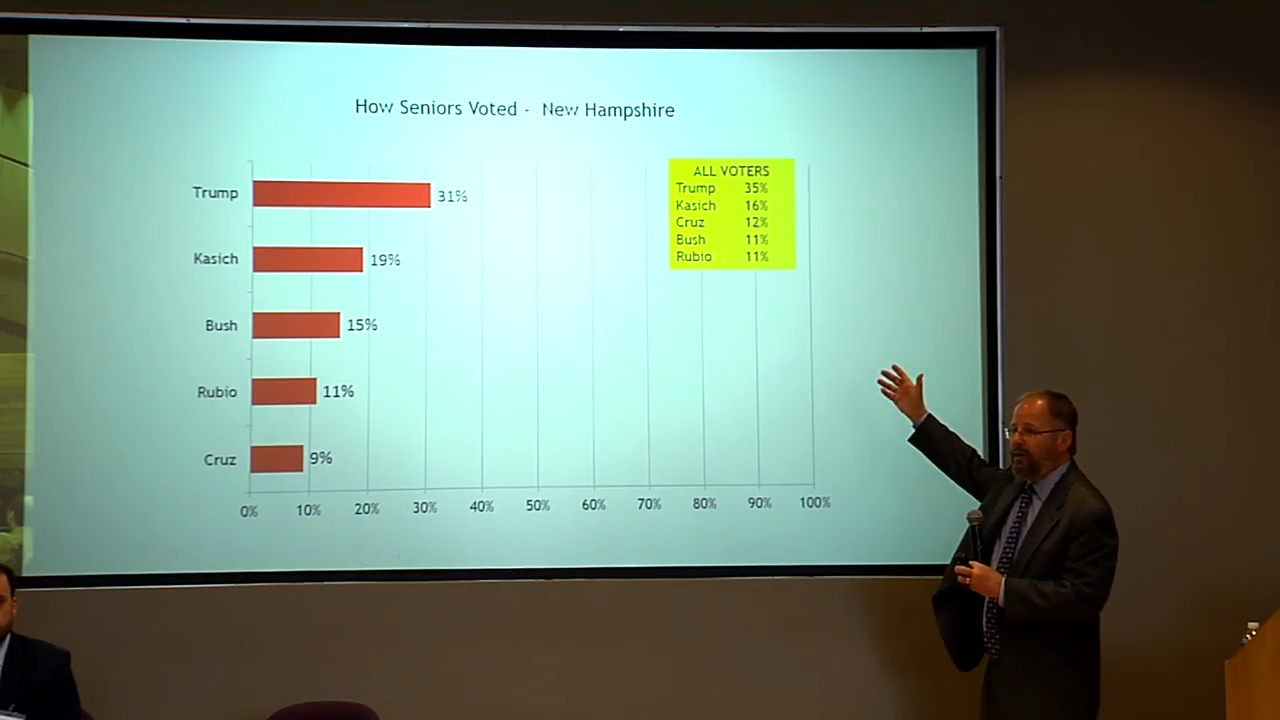 How Seniors Voted - New Hampshire
ALL VOTERS
Trump 35%
Kasich 16%
Cruz 12%
Bush 11%
Rubio 11%
Trump 31%
Kasich 19%
Bush 15%
Rubio 11%
Cruz 9%
0% 10% 20% 30% 40% 50% 60% 70% 80% 90% 100%